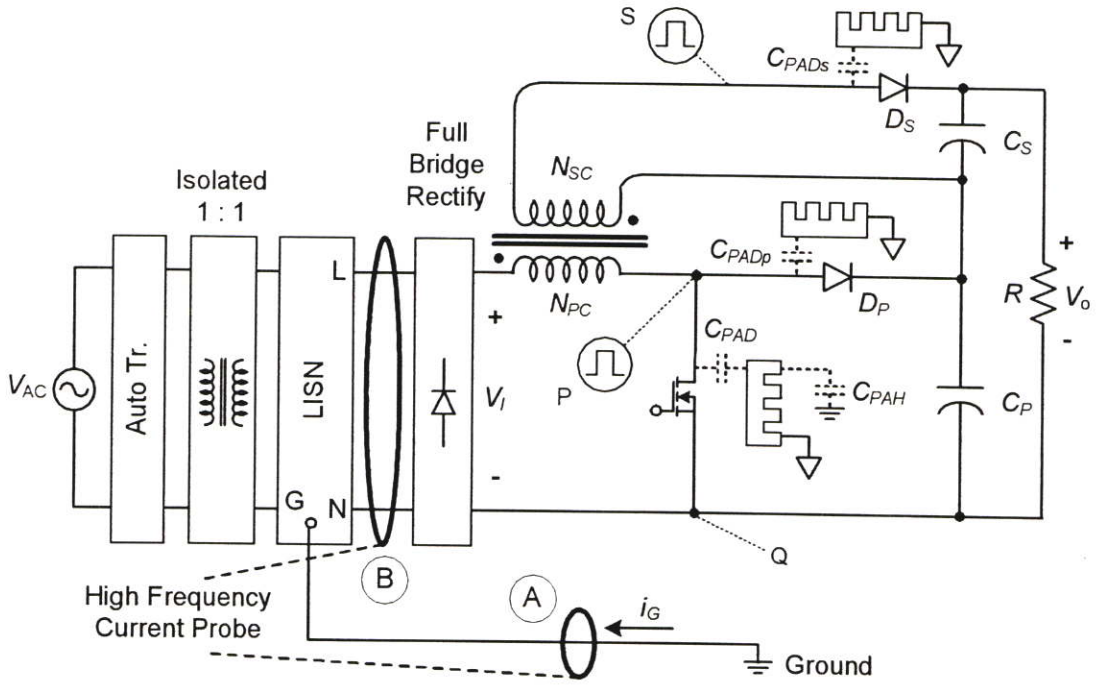 S
C_PADs
D_S
C_S
Full
Bridge
Rectify
N_SC
Isolated
1 : 1
C_PADp
D_P
N_PC
L
+
V_I
-
+
R
V_o
-
C_PAD
C_PAH
C_P
P
V_AC
Auto Tr.
LISN
G
N
Q
B
A
High Frequency
Current Probe
i_G
Ground